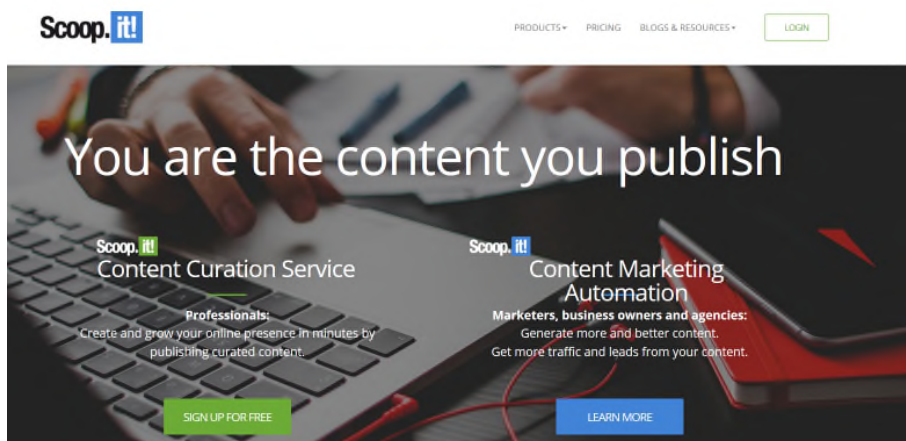 Scoop.it!
PRODUCTS
PRICING
BLOGS & RESOURCES
LOGIN
You are the content you publish
Scoop.it!
Content Curation Service
Professionals:
Create and grow your online presence in minutes by
publishing curated content.
SIGN UP FOR FREE
Scoop.it!
Content Marketing
Automation
Marketers, business owners and agencies:
Generate more and better content.
Get more traffic and leads from your content.
LEARN MORE